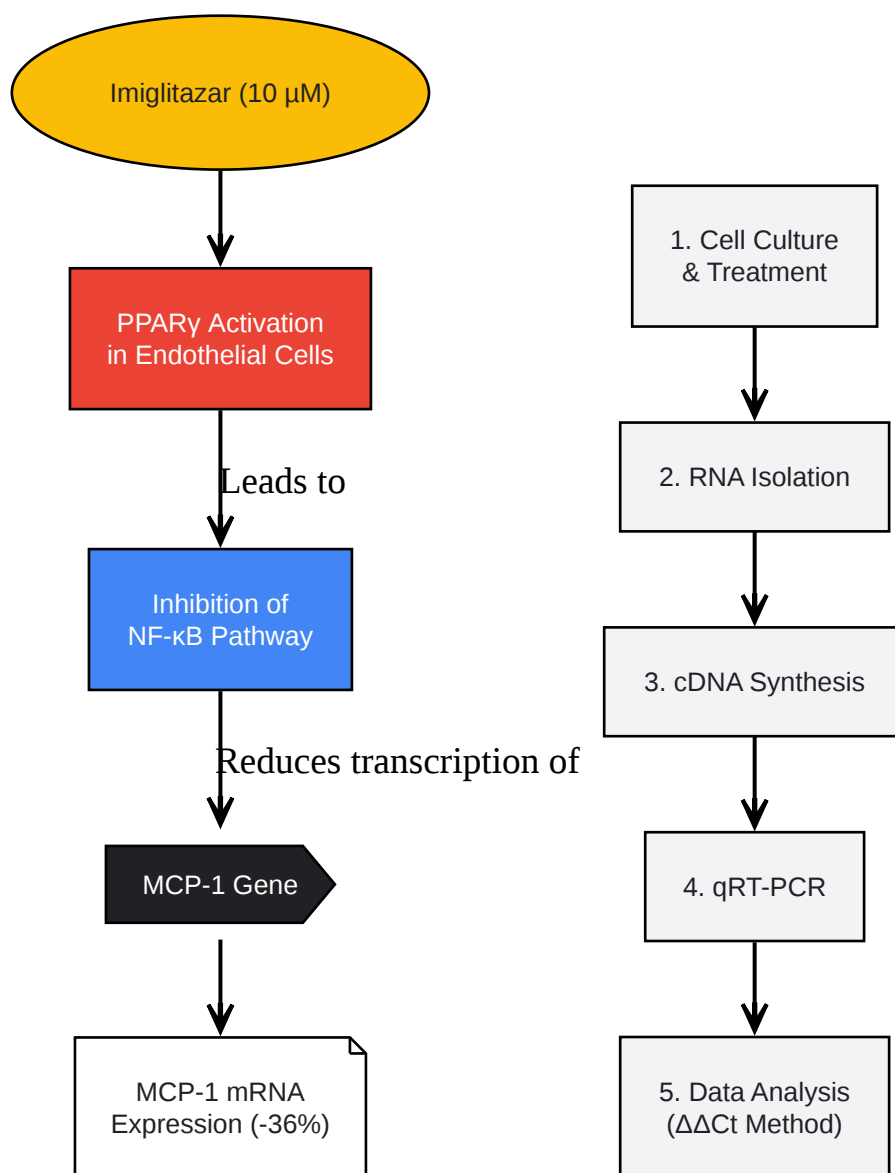 Imiglitazar (10 µM)
PPARγ Activation
in Endothelial Cells
Leads to
Inhibition of
NF-κB Pathway
Reduces transcription of
MCP-1 Gene
MCP-1 mRNA
Expression (-36%)
1. Cell Culture
& Treatment
2. RNA Isolation
3. cDNA Synthesis
4. qRT-PCR
5. Data Analysis
(ΔΔCt Method)